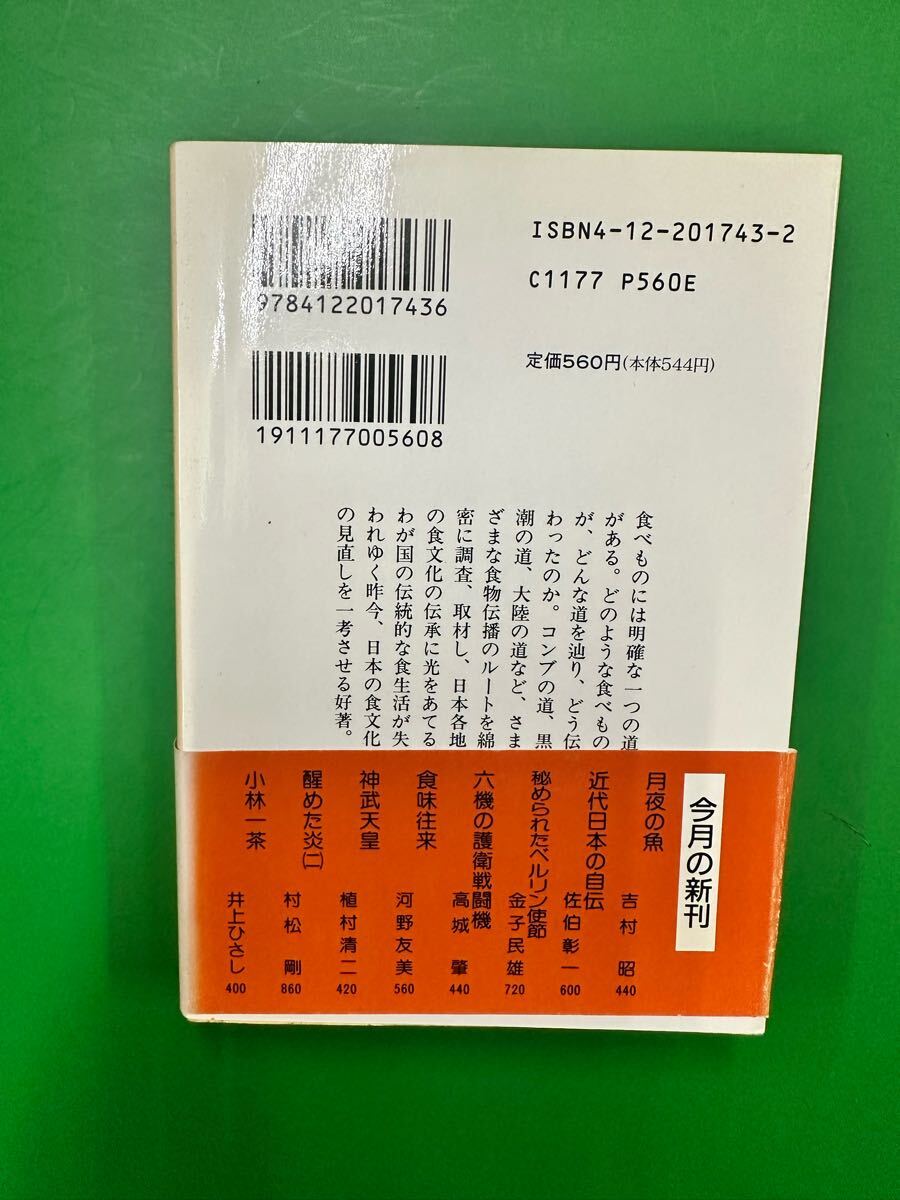 ISBN4-12-201743-2
C1177 P560E
9784122017436
定価560円(本体544円)
1911177005608
食べものには明確な一つの道
がある。どのような食べもの
が、どんな道を辿り、どう伝
わったのか。コンブの道、黒
潮の道、大陸の道など、さま
ざまな食物伝播のルートを綿
密に調査、取材し、日本各地
の食文化の伝承に光をあてる
わが国の伝統的な食生活が失
われゆく昨今、日本の食文化
の見直しを一考させる好著。
今月の新刊
月夜の魚 吉村昭 440
近代日本の自伝 佐伯彰一 600
秘められたベルリン使節 金子民雄 720
六機の護衛戦闘機 高城肇 440
食味往来 河野友美 560
神武天皇 植村清二 420
醒めた炎(二) 村松剛 860
小林一茶 井上ひさし 400